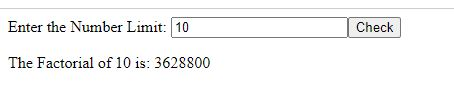 Enter the Number Limit: 10 Check
The Factorial of 10 is: 3628800